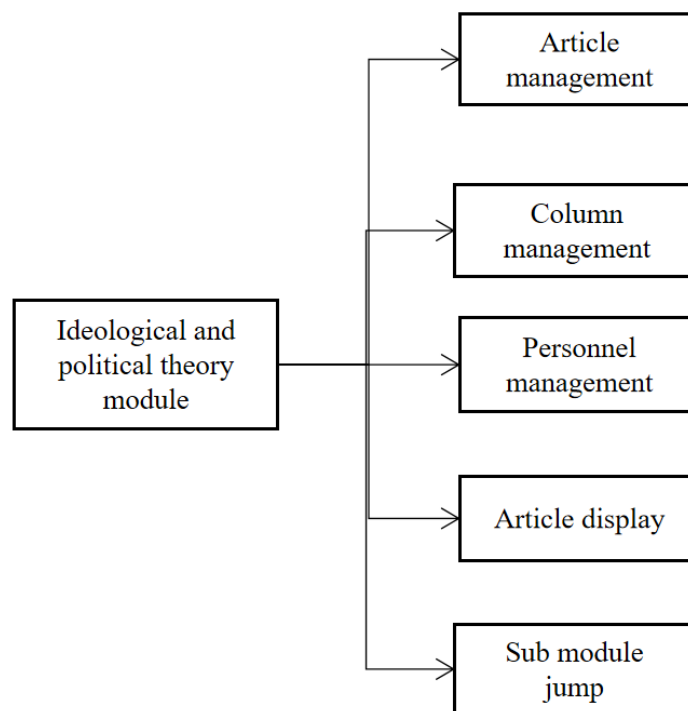 Article
management
Column
management
Ideological and
political theory
module
Personnel
management
Article display
Sub module
jump